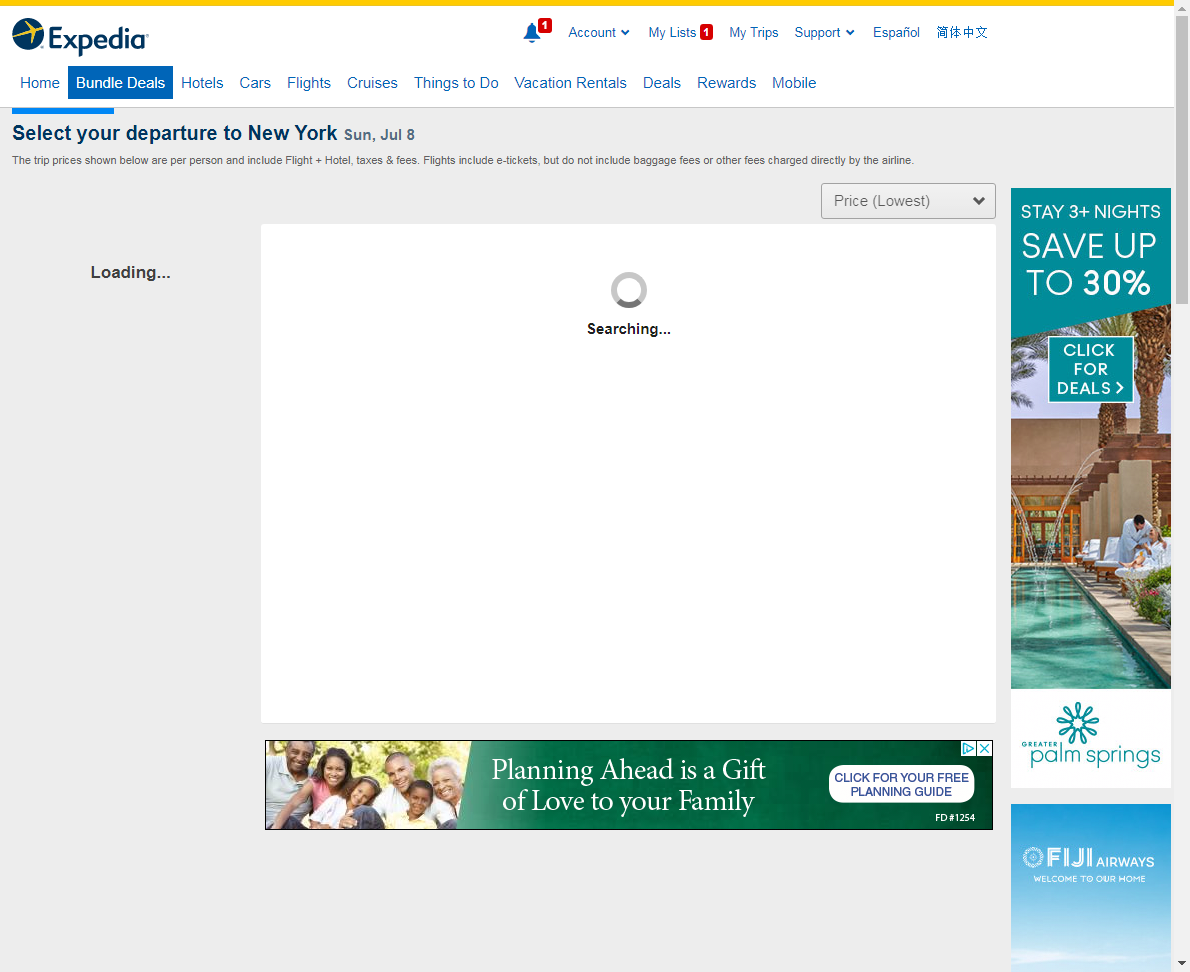 Expedia
1
Account
My Lists 1
My Trips
Support
Español
简体中文
Home
Bundle Deals
Hotels
Cars
Flights
Cruises
Things to Do
Vacation Rentals
Deals
Rewards
Mobile
Select your departure to New York Sun, Jul 8
The trip prices shown below are per person and include Flight + Hotel, taxes & fees. Flights include e-tickets, but do not include baggage fees or other fees charged directly by the airline.
Price (Lowest)
Loading...
Searching...
STAY 3+ NIGHTS
SAVE UP
TO 30%
CLICK
FOR
DEALS >
GREATER
palm springs
Planning Ahead is a Gift
of Love to your Family
CLICK FOR YOUR FREE
PLANNING GUIDE
FD #1254
FIJI AIRWAYS
WELCOME TO OUR HOME